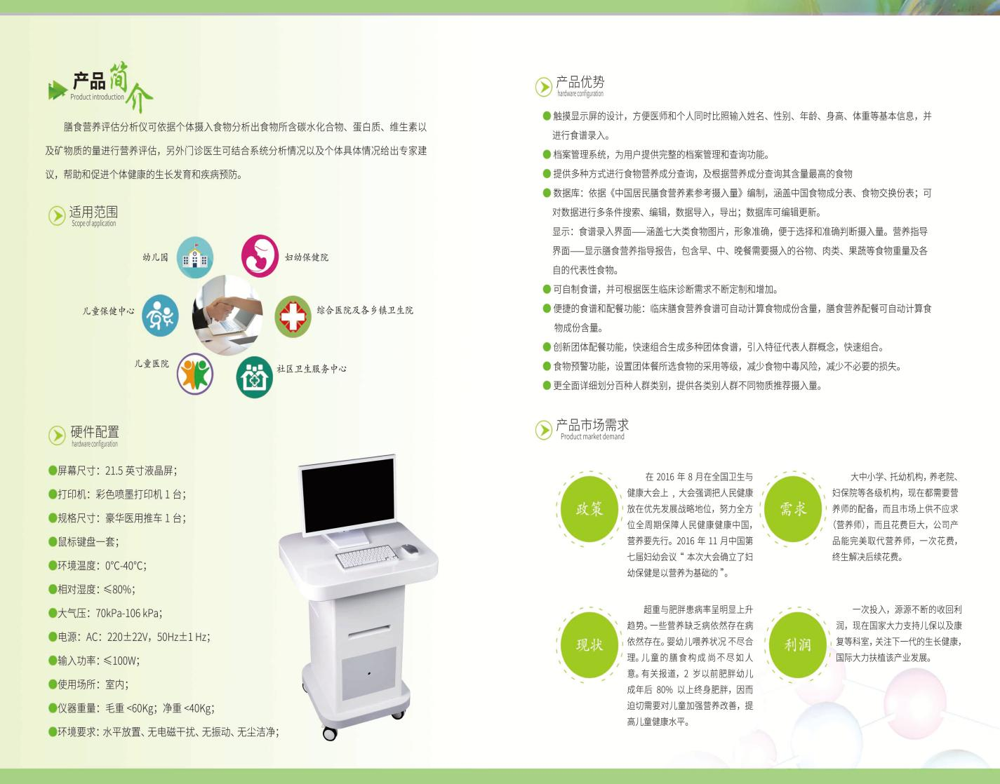 产品简介
Product introduction
膳食营养评估分析仪可依据个体摄入食物分析出食物所含碳水化合物、蛋白质、维生素以
及矿物质的量进行营养评估，另外门诊医生可结合系统分析情况以及个体具体情况给出专家建
议，帮助和促进个体健康的生长发育和疾病预防。
适用范围
Scope of application
幼儿园
妇幼保健院
儿童保健中心
综合医院及各乡镇卫生院
儿童医院
社区卫生服务中心
硬件配置
hardware configuration
●屏幕尺寸：21.5 英寸液晶屏；
●打印机：彩色喷墨打印机 1 台；
●规格尺寸：豪华医用推车 1 台；
●鼠标键盘一套；
●环境温度：0℃-40℃；
●相对湿度：≤80%；
●大气压：70kPa-106 kPa；
●电源：AC：220±22V，50Hz±1 Hz；
●输入功率：≤100W；
●使用场所：室内；
●仪器重量：毛重 <60Kg；净重 <40Kg；
●环境要求：水平放置、无电磁干扰、无振动、无尘洁净；
产品优势
hardware configuration
● 触摸显示屏的设计，方便医师和个人同时比照输入姓名、性别、年龄、身高、体重等基本信息，并
进行食谱录入。
● 档案管理系统，为用户提供完整的档案管理和查询功能。
● 提供多种方式进行食物营养成分查询，及根据营养成分查询其含量最高的食物
● 数据库：依据《中国居民膳食营养素参考摄入量》编制，涵盖中国食物成分表、食物交换份表；可
对数据进行多条件搜索、编辑，数据导入，导出；数据库可编辑更新。
显示：食谱录入界面——涵盖七大类食物图片，形象准确，便于选择和准确判断摄入量。营养指导
界面——显示膳食营养指导报告，包含早、中、晚餐需要摄入的谷物、肉类、果蔬等食物重量及各
自的代表性食物。
● 可自制食谱，并可根据医生临床诊断需求不断定制和增加。
● 便捷的食谱和配餐功能：临床膳食营养食谱可自动计算食物成份含量，膳食营养配餐可自动计算食
物成份含量。
● 创新团体配餐功能，快速组合生成多种团体食谱，引入特征代表人群概念，快速组合。
● 食物预警功能，设置团体餐所选食物的采用等级，减少食物中毒风险，减少不必要的损失。
● 更全面详细划分百种人群类别，提供各类别人群不同物质推荐摄入量。
产品市场需求
Product market demand
政策
在 2016 年 8 月在全国卫生与
健康大会上 , 大会强调把人民健康
放在优先发展战略地位，努力全方
位全周期保障人民健康健康中国，
营养要先行。2016 年 11 月中国第
七届妇幼会议 “ 本次大会确立了妇
幼保健是以营养为基础的 ”。
需求
大中小学、托幼机构，养老院、
妇保院等各级机构，现在都需要营
养师的配备，而且市场上供不应求
（营养师），而且花费巨大，公司产
品能完美取代营养师，一次花费，
终生解决后续花费。
现状
超重与肥胖患病率呈明显上升
趋势。一些营养缺乏病依然存在病
依然存在。婴幼儿喂养状况 不尽合
理。儿童的膳食构成尚不尽如人
意。有关报道，2 岁以前肥胖幼儿
成年后 80% 以上终身肥胖，因而
迫切需要对儿童加强营养改善，提
高儿童健康水平。
利润
一次投入，源源不断的收回利
润，现在国家大力支持儿保以及康
复等科室，关注下一代的生长健康，
国际大力扶植该产业发展。